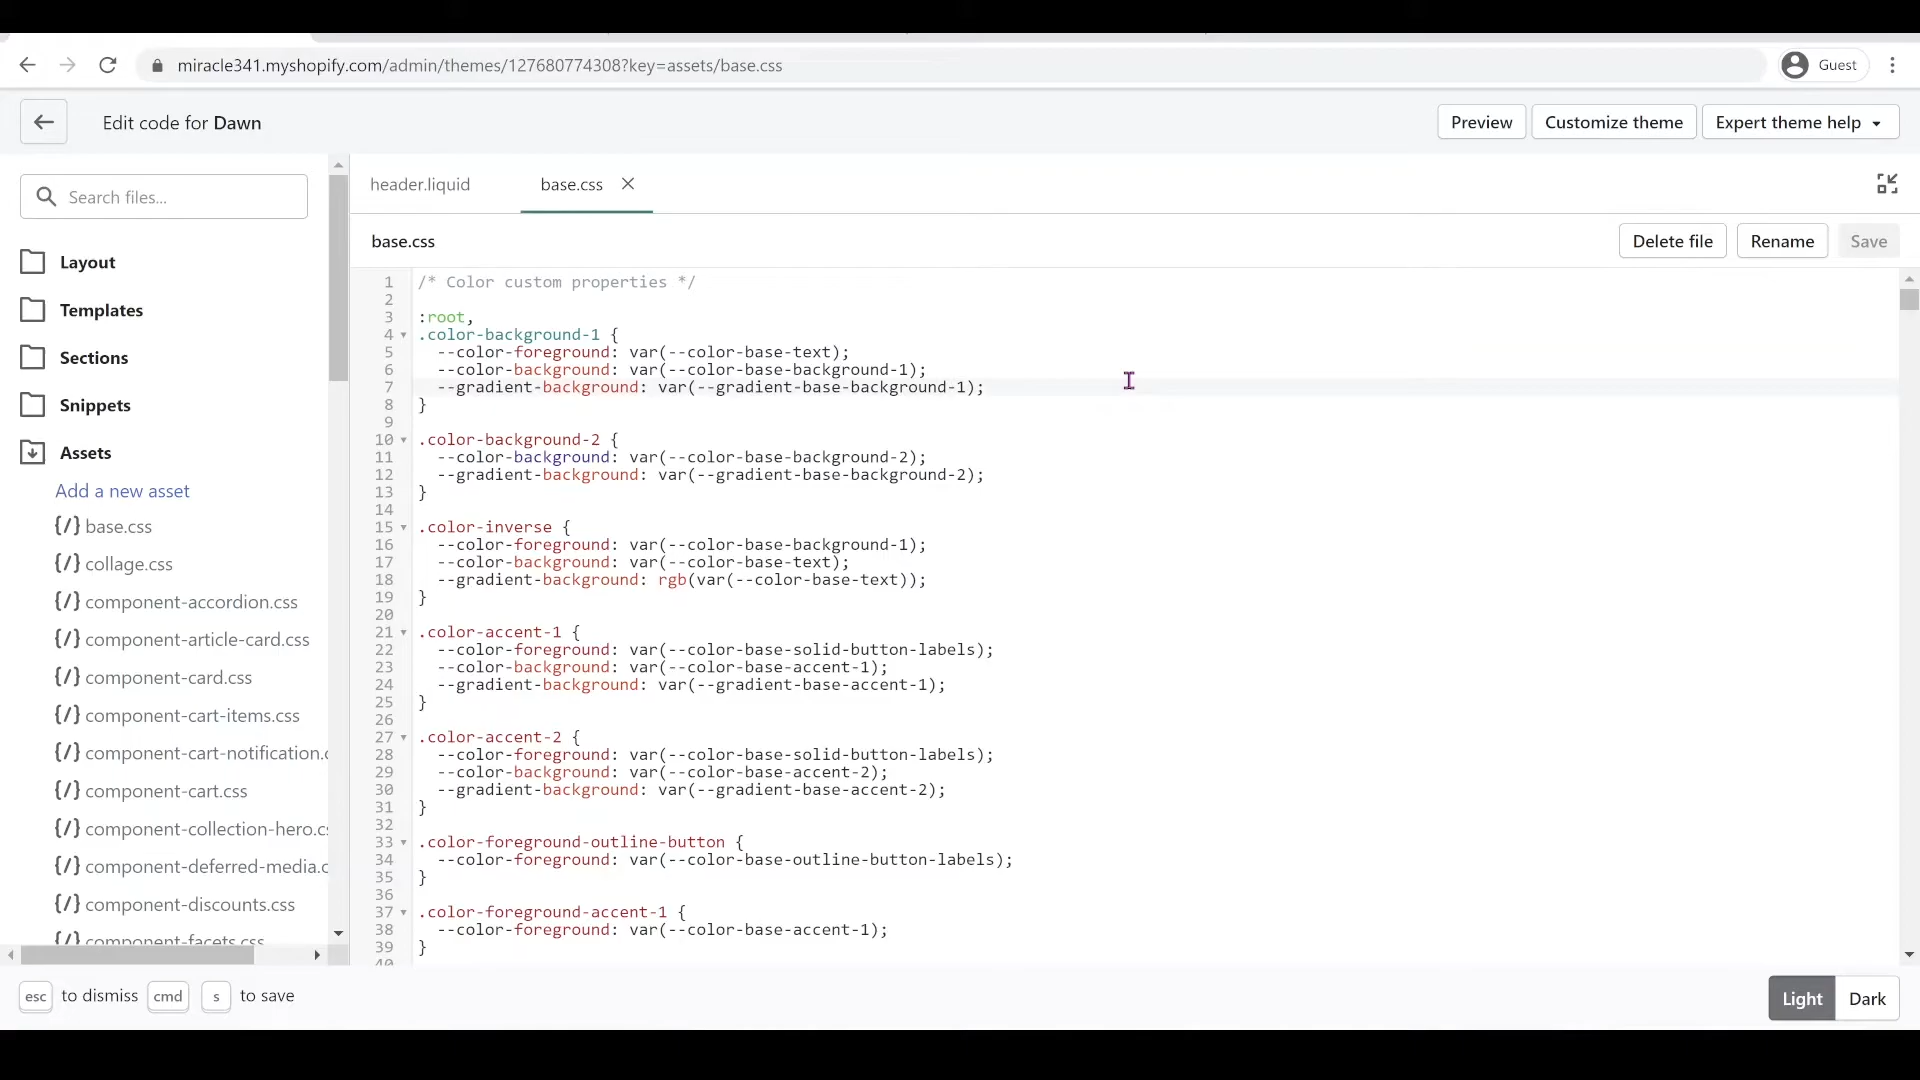 miracle341.myshopify.com/admin/themes/127680774308?key=assets/base.css
Guest
Edit code for Dawn
Preview
Customize theme
Expert theme help
Search files...
header.liquid
base.css
base.css
Delete file
Rename
Save
Layout
Templates
Sections
Snippets
Assets
Add a new asset
{/} base.css
{/} collage.css
{/} component-accordion.css
{/} component-article-card.css
{/} component-card.css
{/} component-cart-items.css
{/} component-cart-notification.c
{/} component-cart.css
{/} component-collection-hero.cs
{/} component-deferred-media.c
{/} component-discounts.css
{/} component-facets.css
1 /* Color custom properties */
2
3 :root,
4 .color-background-1 {
5 --color-foreground: var(--color-base-text);
6 --color-background: var(--color-base-background-1);
7 --gradient-background: var(--gradient-base-background-1);
8 }
9
10 .color-background-2 {
11 --color-background: var(--color-base-background-2);
12 --gradient-background: var(--gradient-base-background-2);
13 }
14
15 .color-inverse {
16 --color-foreground: var(--color-base-background-1);
17 --color-background: var(--color-base-text);
18 --gradient-background: rgb(var(--color-base-text));
19 }
20
21 .color-accent-1 {
22 --color-foreground: var(--color-base-solid-button-labels);
23 --color-background: var(--color-base-accent-1);
24 --gradient-background: var(--gradient-base-accent-1);
25 }
26
27 .color-accent-2 {
28 --color-foreground: var(--color-base-solid-button-labels);
29 --color-background: var(--color-base-accent-2);
30 --gradient-background: var(--gradient-base-accent-2);
31 }
32
33 .color-foreground-outline-button {
34 --color-foreground: var(--color-base-outline-button-labels);
35 }
36
37 .color-foreground-accent-1 {
38 --color-foreground: var(--color-base-accent-1);
39 }
40
esc to dismiss cmd s to save
Light
Dark